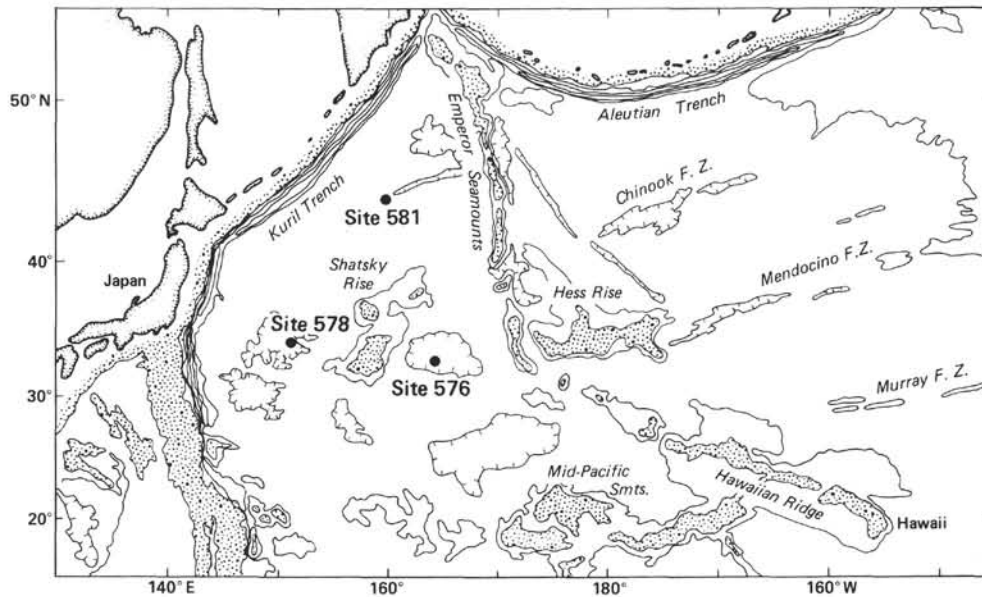 50° N
40°
30°
20°
140° E
160°
180°
160° W
Emperor
Seamounts
Aleutian Trench
Kuril Trench
Chinook F. Z.
Site 581
Japan
Shatsky
Rise
Hess Rise
Mendocino F.Z.
Site 578
Site 576
Murray F. Z.
Mid-Pacific
Smts.
Hawaiian Ridge
Hawaii